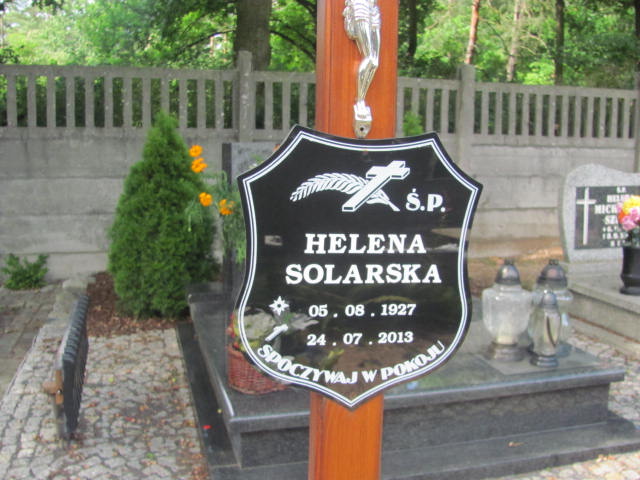 Ś.P.
HELENA
SOLARSKA
05.08.1927
24.07.2013
SPOCZYWAJ W POKOJU